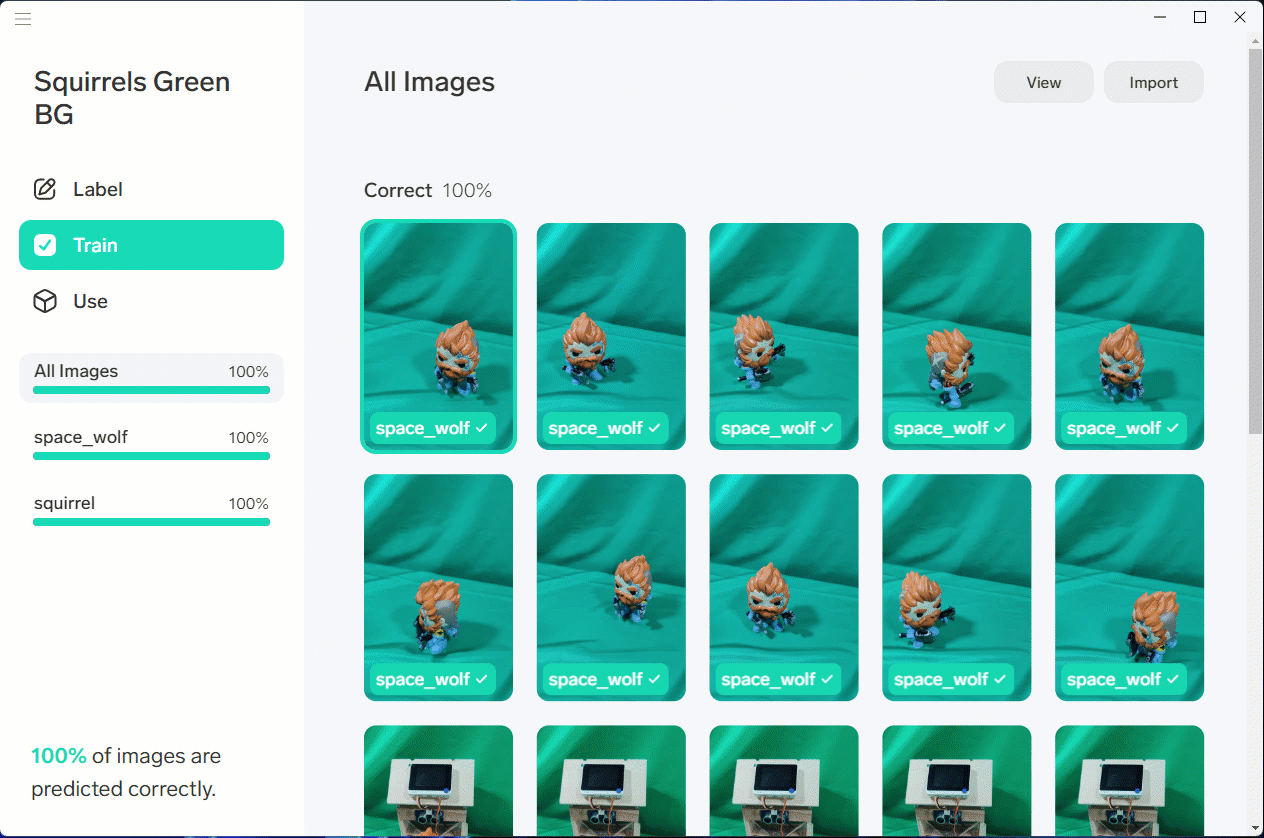 Squirrels Green
BG
Label
Train
Use
All Images 100%
space_wolf 100%
squirrel 100%
100% of images are
predicted correctly.
All Images
View
Import
Correct 100%
space_wolf
space_wolf
space_wolf
space_wolf
space_wolf
space_wolf
space_wolf
space_wolf
space_wolf
space_wolf